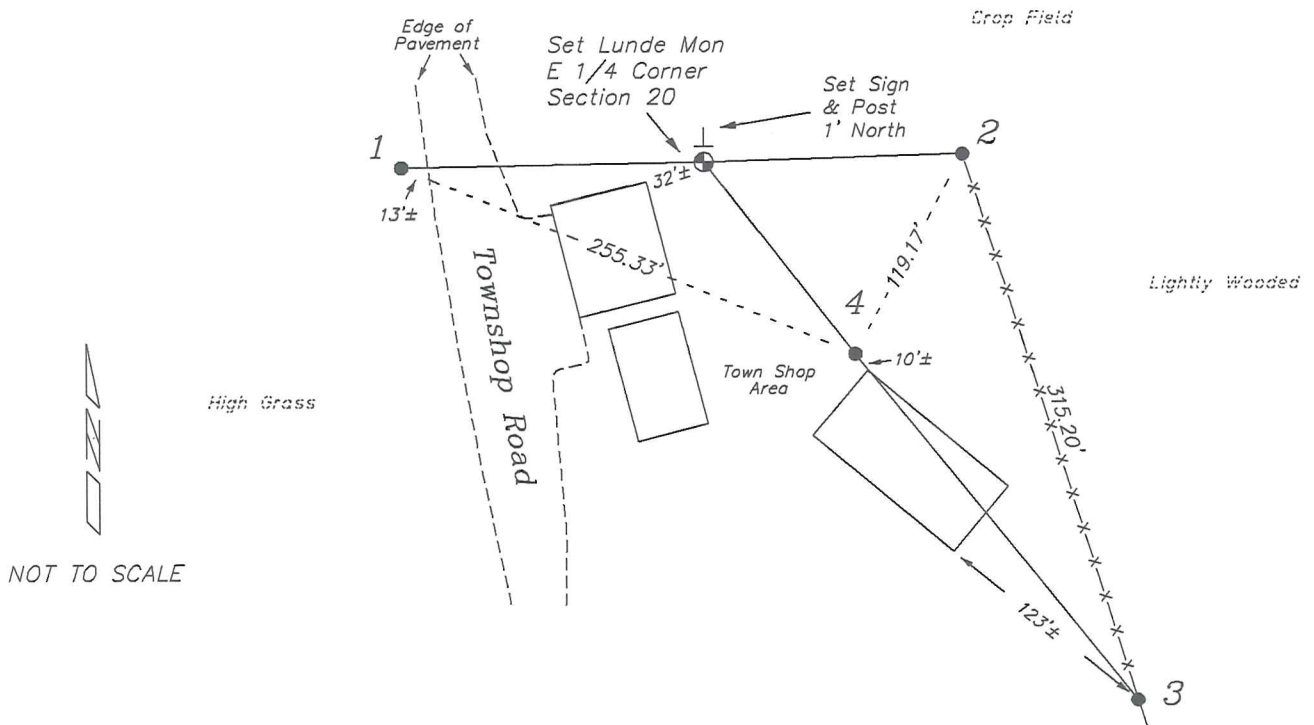 Crop Field
Edge of
Pavement
Set Lunde Mon
E 1/4 Corner
Section 20
Set Sign
& Post
1' North
1
2
32'±
13'±
255.33'
119.17'
Townshop Road
4
10'±
Town Shop
Area
Lightly Wooded
High Grass
315.20'
N
NOT TO SCALE
123'±
3